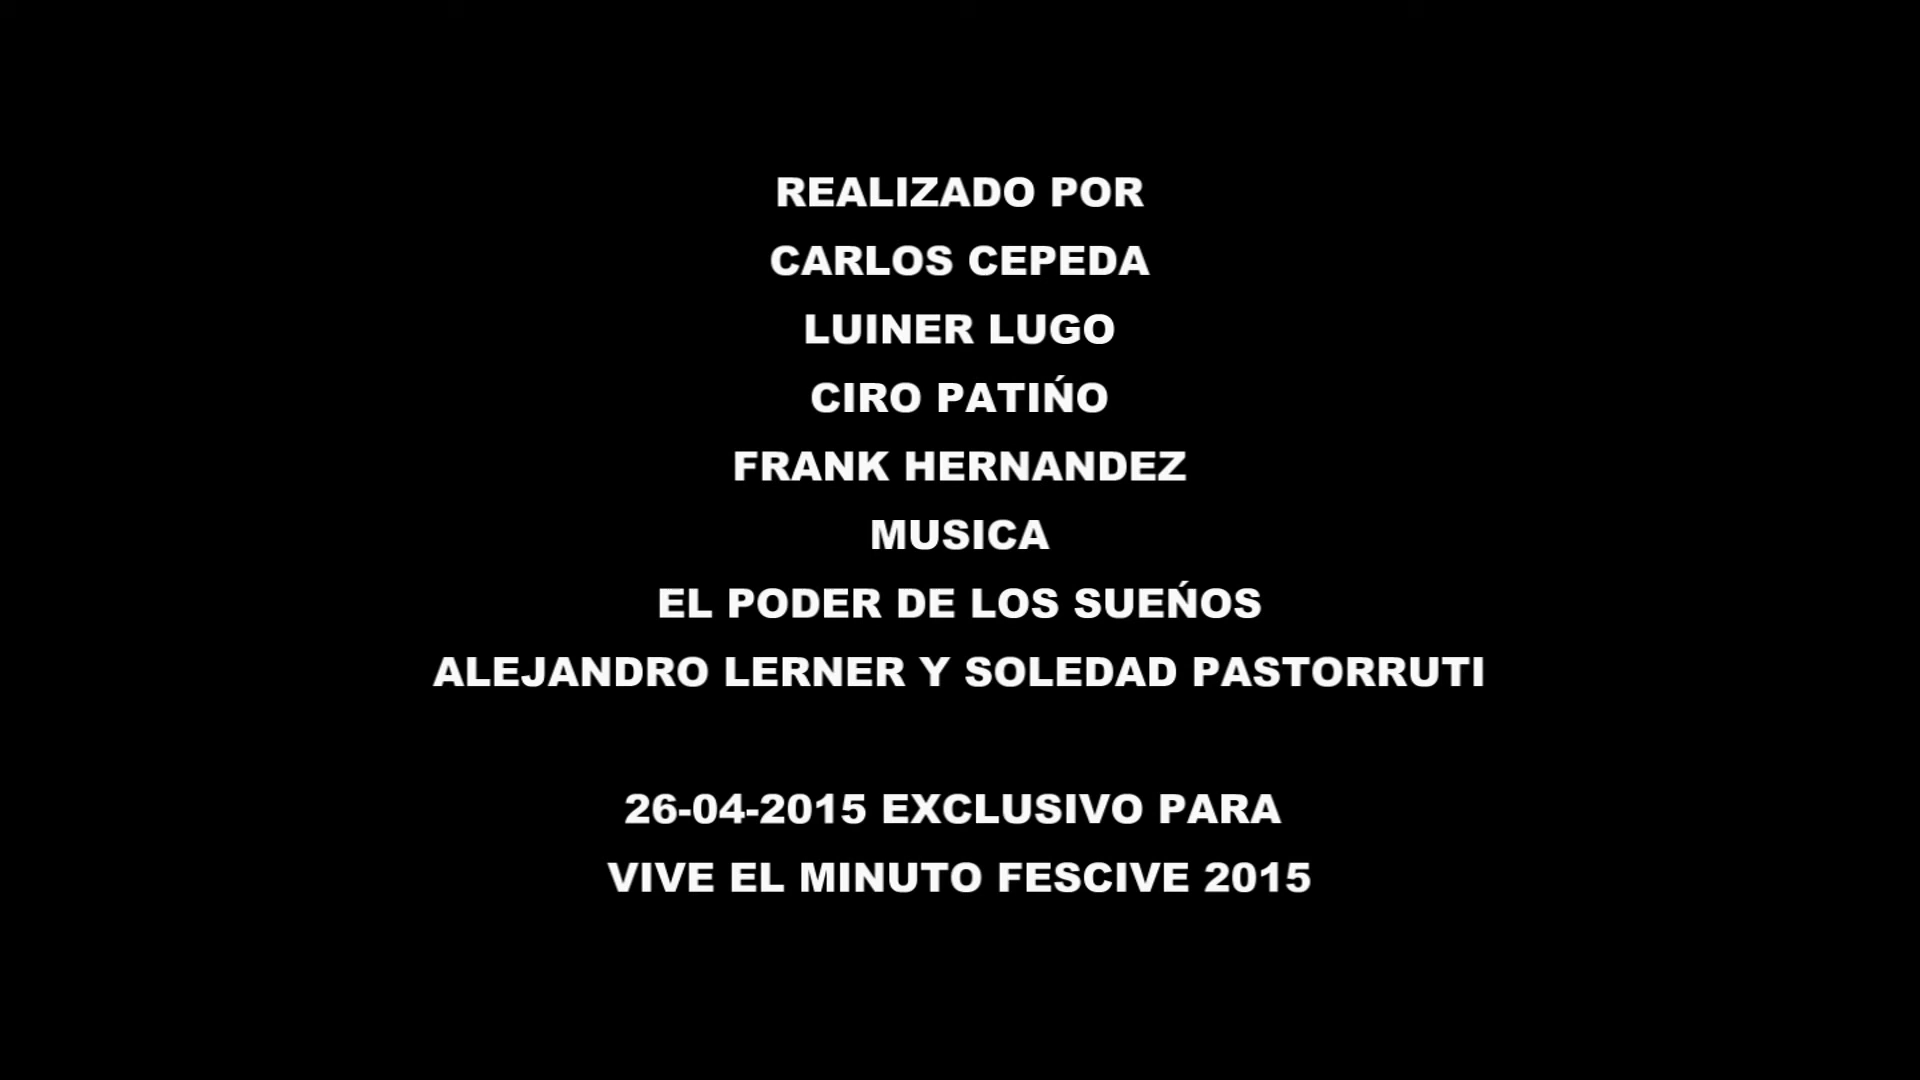 REALIZADO POR
CARLOS CEPEDA
LUINER LUGO
CIRO PATIŃO
FRANK HERNANDEZ
MUSICA
EL PODER DE LOS SUEŃOS
ALEJANDRO LERNER Y SOLEDAD PASTORRUTI
26-04-2015 EXCLUSIVO PARA
VIVE EL MINUTO FESCIVE 2015